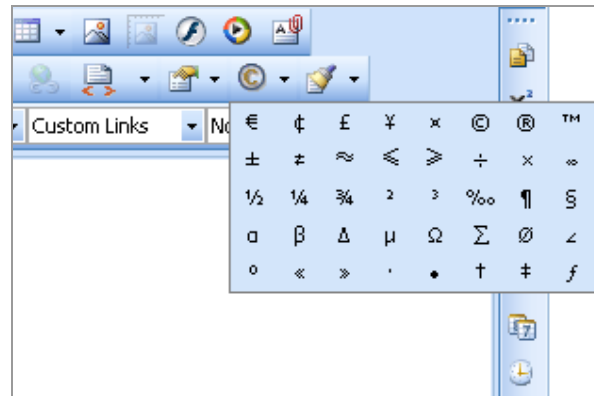 Custom Links No
€ ¢ £ ¥ ¤ © ® ™
± ≠ ≈ ≤ ≥ ÷ × ∞
½ ¼ ¾ ² ³ ‰ ¶ §
α β Δ μ Ω Σ Ø ∠
º « » · • † ‡ ƒ